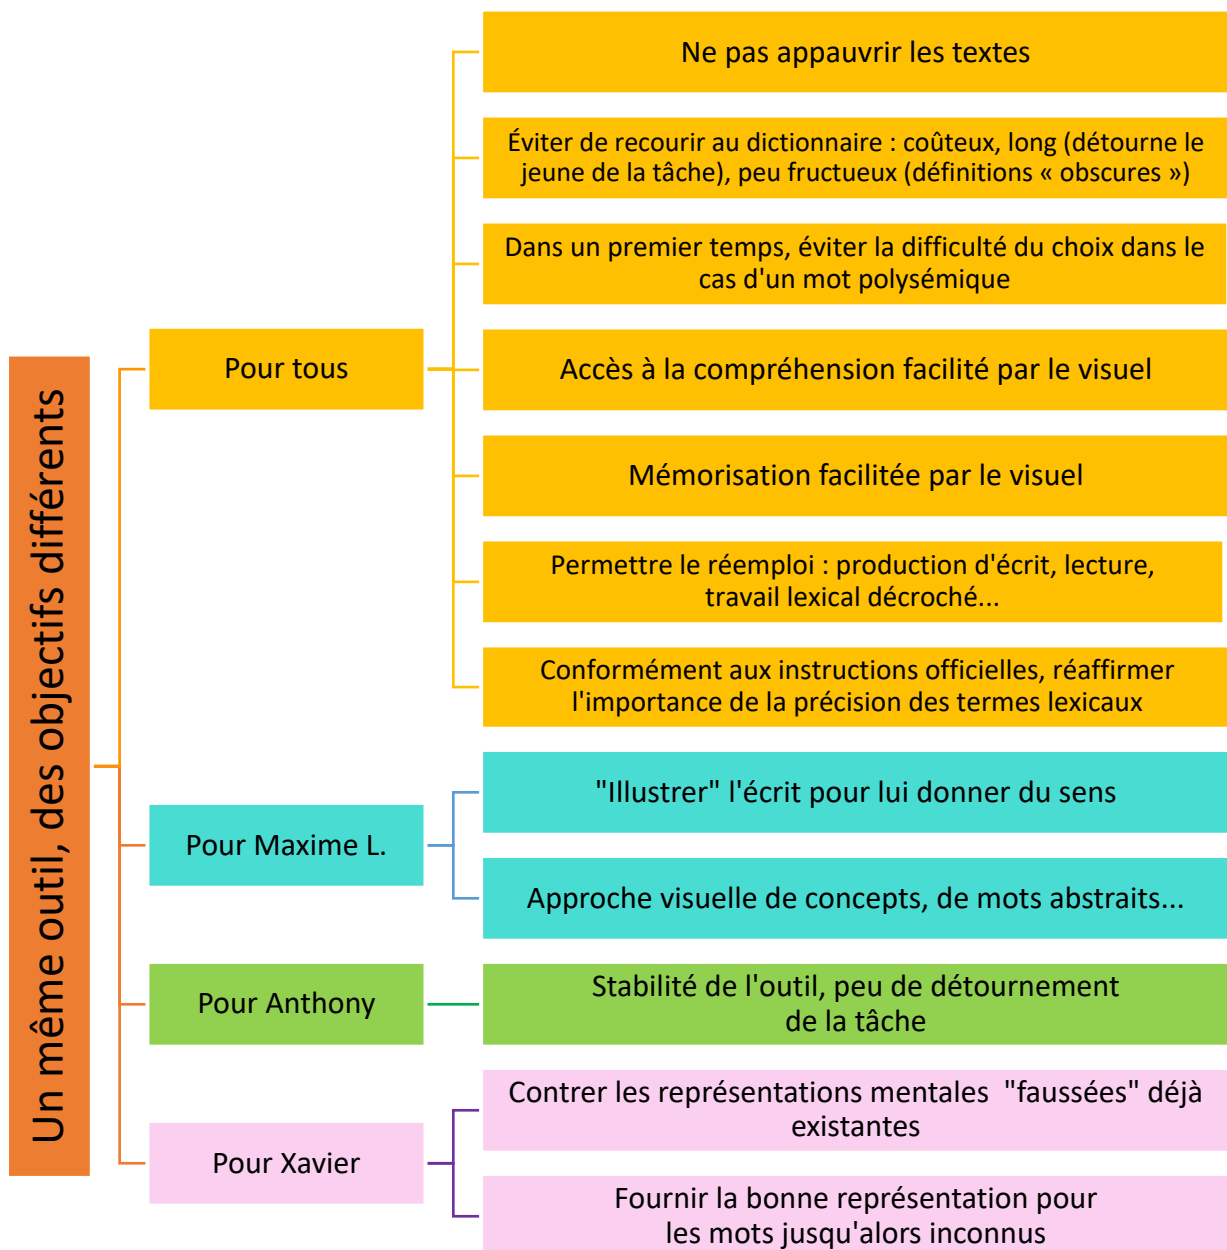 Un même outil, des objectifs différents
Pour tous
Ne pas appauvrir les textes
Éviter de recourir au dictionnaire : coûteux, long (détourne le
jeune de la tâche), peu fructueux (définitions « obscures »)
Dans un premier temps, éviter la difficulté du choix dans le
cas d'un mot polysémique
Accès à la compréhension facilité par le visuel
Mémorisation facilitée par le visuel
Permettre le réemploi : production d'écrit, lecture,
travail lexical décroché...
Conformément aux instructions officielles, réaffirmer
l'importance de la précision des termes lexicaux
Pour Maxime L.
"Illustrer" l'écrit pour lui donner du sens
Approche visuelle de concepts, de mots abstraits...
Pour Anthony
Stabilité de l'outil, peu de détournement
de la tâche
Pour Xavier
Contrer les représentations mentales  "faussées" déjà
existantes
Fournir la bonne représentation pour
les mots jusqu'alors inconnus